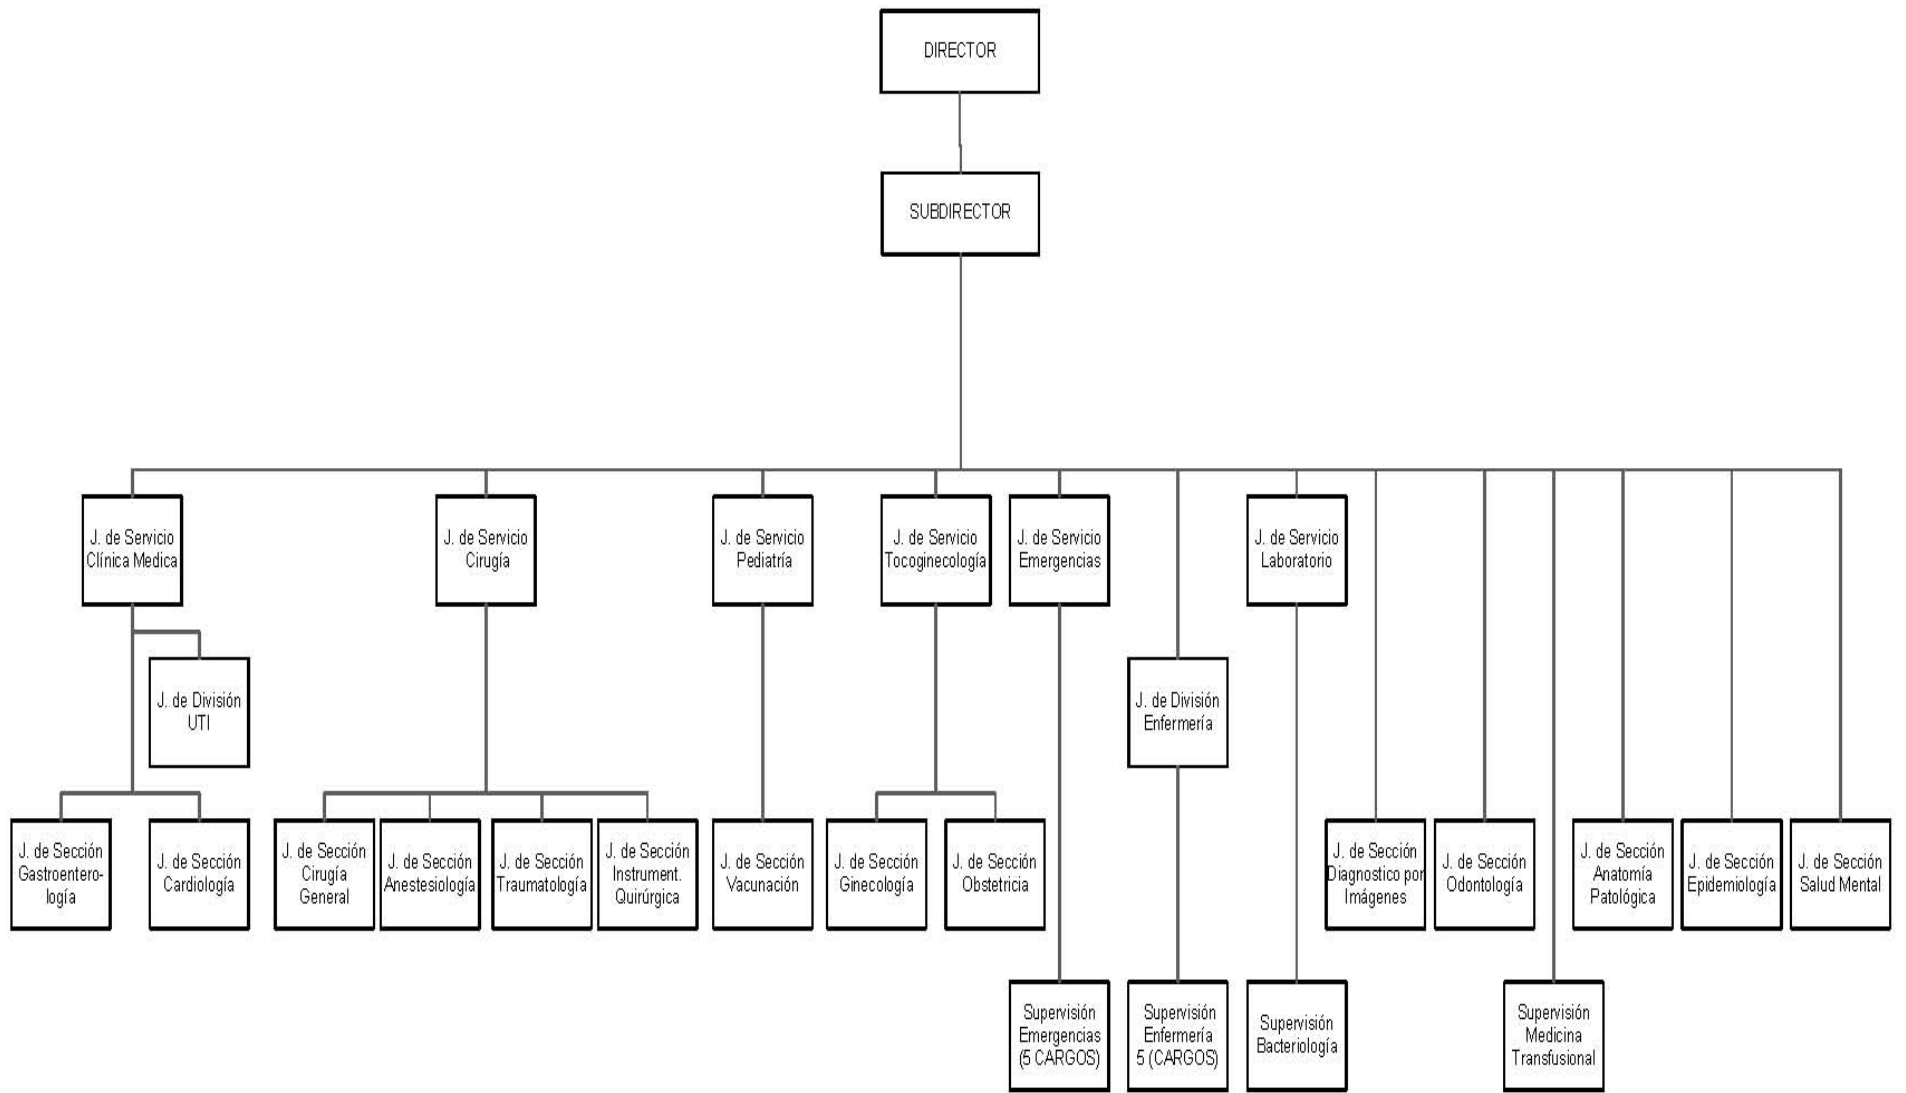 DIRECTOR
SUBDIRECTOR
J. de Servicio
Clínica Medica
J. de Servicio
Cirugía
J. de Servicio
Pediatría
J. de Servicio
Tocoginecología
J. de Servicio
Emergencias
J. de Servicio
Laboratorio
J. de División
UTI
J. de División
Enfermería
J. de Sección
Gastroentero-
logía
J. de Sección
Cardiología
J. de Sección
Cirugía
General
J. de Sección
Anestesiología
J. de Sección
Traumatología
J. de Sección
Instrument.
Quirúrgica
J. de Sección
Vacunación
J. de Sección
Ginecología
J. de Sección
Obstetricia
J. de Sección
Diagnostico por
Imágenes
J. de Sección
Odontología
J. de Sección
Anatomía
Patológica
J. de Sección
Epidemiología
J. de Sección
Salud Mental
Supervisión
Emergencias
(5 CARGOS)
Supervisión
Enfermería
5 (CARGOS)
Supervisión
Bacteriología
Supervisión
Medicina
Transfusional